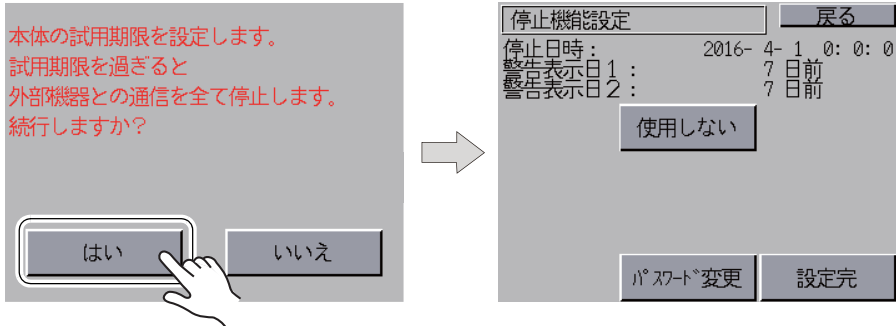 本体の試用期限を設定します。
試用期限を過ぎると
外部機器との通信を全て停止します。
続行しますか?
はい
いいえ
停止機能設定
戻る
停止日時: 2016- 4- 1 0: 0: 0
警告表示日1: 7 日前
警告表示日2: 7 日前
使用しない
パスワード変更
設定完